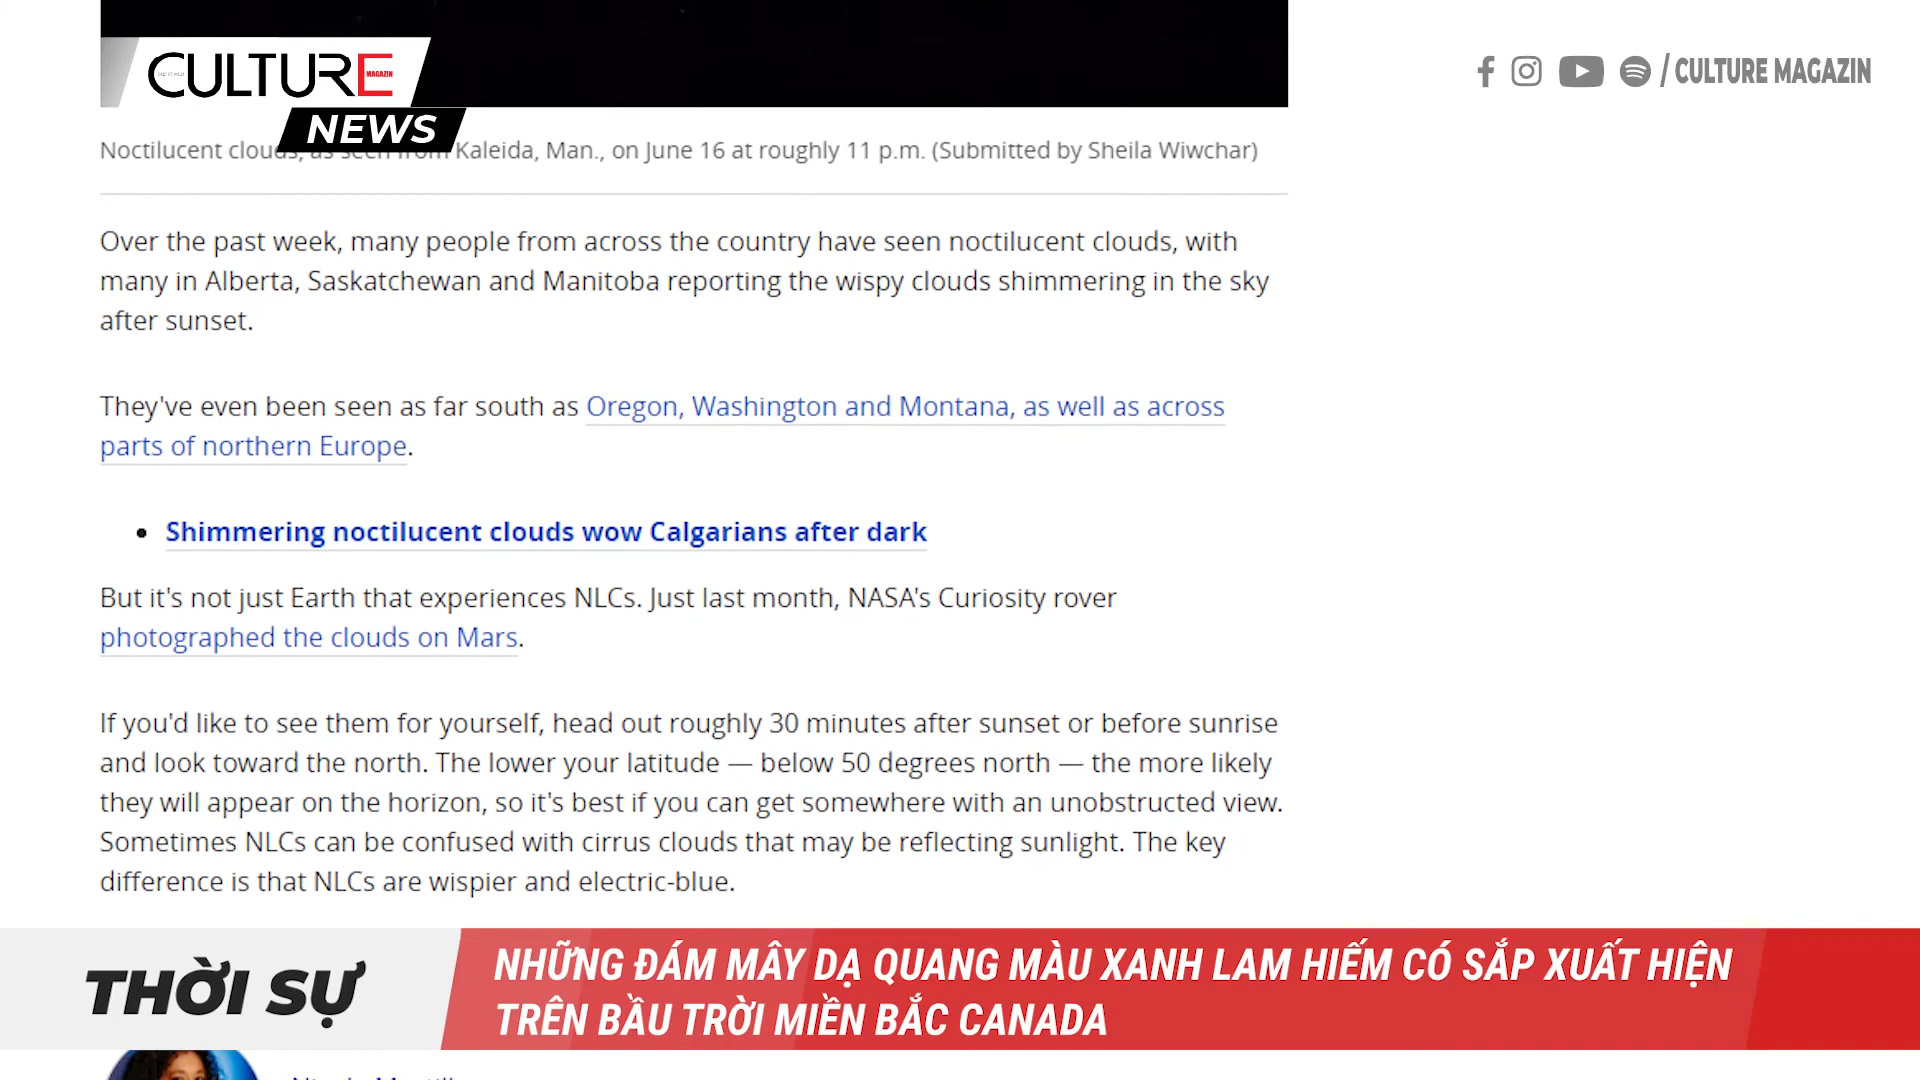 CULTURE
MAGAZIN
NEWS
/ CULTURE MAGAZIN
Noctilucent clouds, as seen from Kaleida, Man., on June 16 at roughly 11 p.m. (Submitted by Sheila Wiwchar)
Over the past week, many people from across the country have seen noctilucent clouds, with
many in Alberta, Saskatchewan and Manitoba reporting the wispy clouds shimmering in the sky
after sunset.
They've even been seen as far south as Oregon, Washington and Montana, as well as across
parts of northern Europe.
• Shimmering noctilucent clouds wow Calgarians after dark
But it's not just Earth that experiences NLCs. Just last month, NASA's Curiosity rover
photographed the clouds on Mars.
If you'd like to see them for yourself, head out roughly 30 minutes after sunset or before sunrise
and look toward the north. The lower your latitude — below 50 degrees north — the more likely
they will appear on the horizon, so it's best if you can get somewhere with an unobstructed view.
Sometimes NLCs can be confused with cirrus clouds that may be reflecting sunlight. The key
difference is that NLCs are wispier and electric-blue.
THỜI SỰ
NHỮNG ĐÁM MÂY DẠ QUANG MÀU XANH LAM HIẾM CÓ SẮP XUẤT HIỆN
TRÊN BẦU TRỜI MIỀN BẮC CANADA